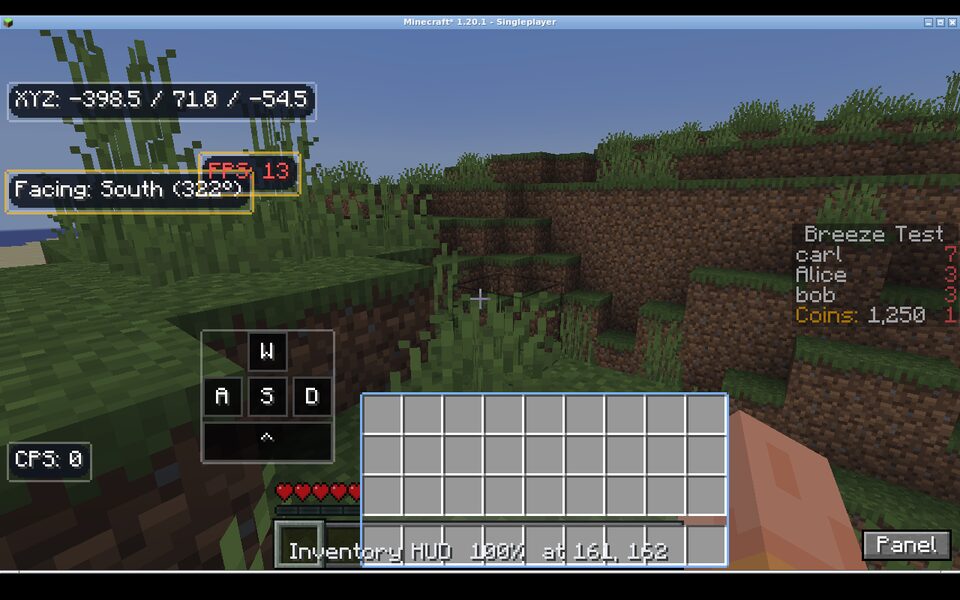 Minecraft* 1.20.1 - Singleplayer
XYZ: -398.5 / 71.0 / -54.5
FPS: 13
Facing: South (322°)
Breeze Test
carl 7
Alice 3
bob 3
Coins: 1,250 1
W
A S D
^
CPS: 0
Inventory HUD 100% at 161, 162
Panel